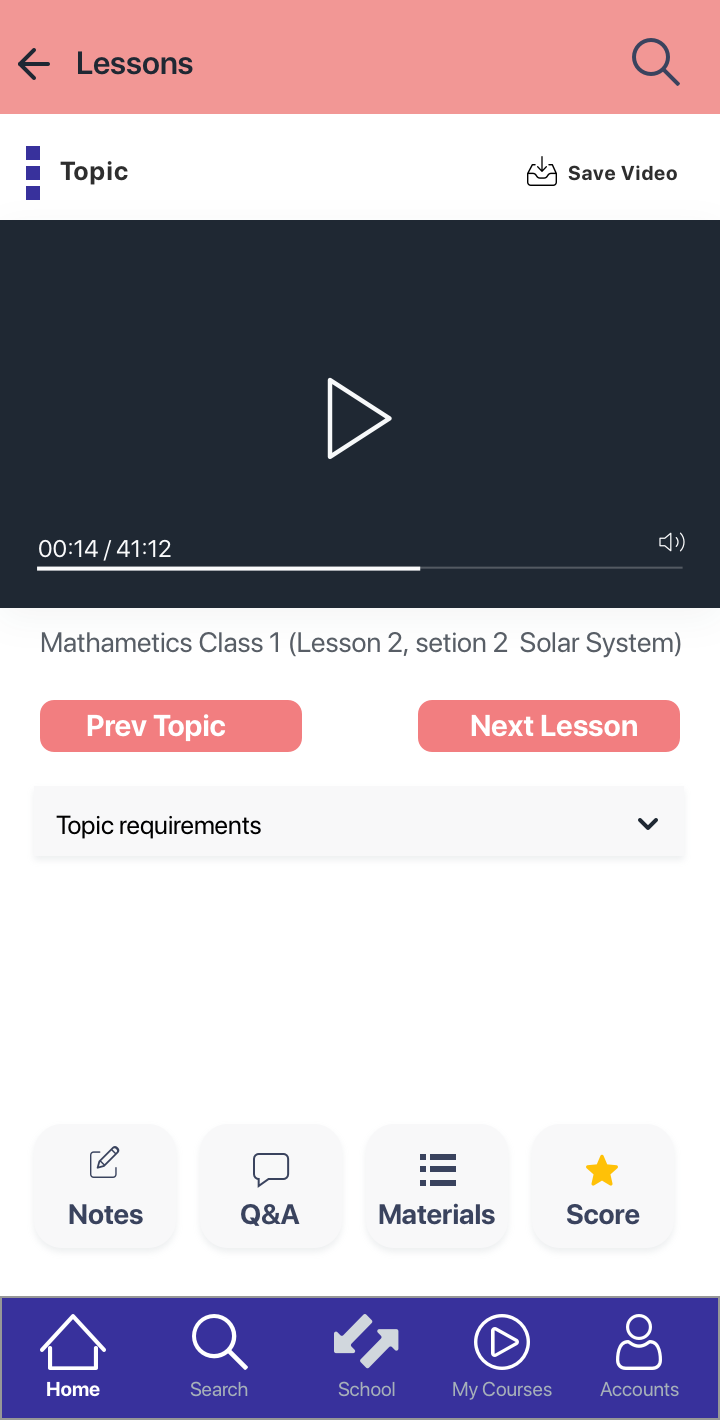 Lessons
Topic
Save Video
00:14 / 41:12
Mathametics Class 1 (Lesson 2, setion 2  Solar System)
Prev Topic
Next Lesson
Topic requirements
Notes
Q&A
Materials
Score
Home
Search
School
My Courses
Accounts